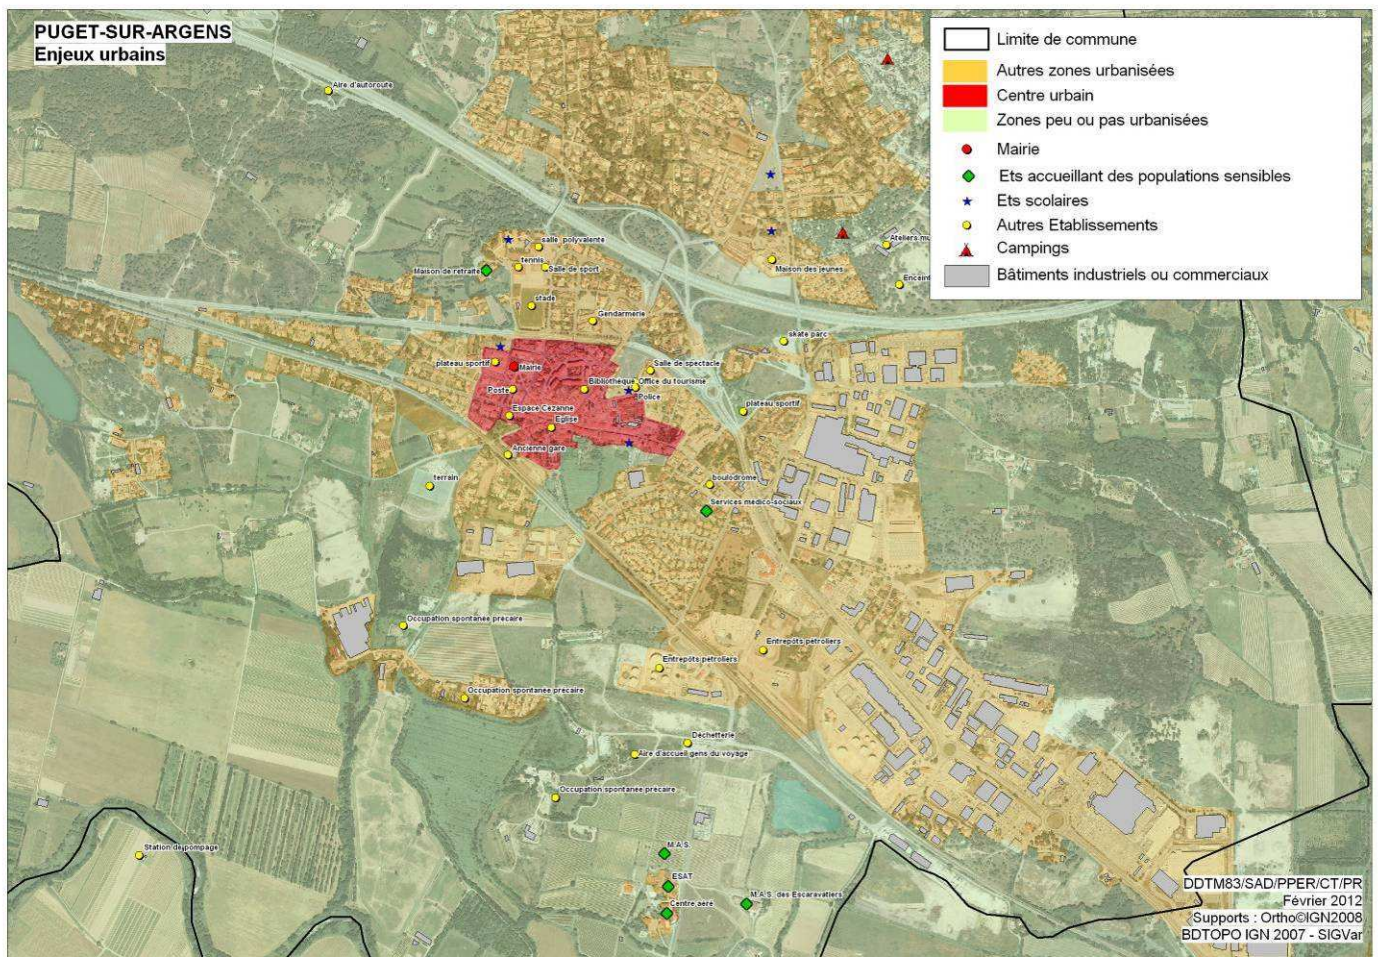 PUGET-SUR-ARGENS
Enjeux urbains
Limite de commune
Autres zones urbanisées
Centre urbain
Zones peu ou pas urbanisées
Mairie
Ets accueillant des populations sensibles
Ets scolaires
Autres Etablissements
Campings
Bâtiments industriels ou commerciaux
Aire d'autoroute
salle polyvalente
Ateliers mu
Maison de retraite
tennis
Salle de sport
Maison des jeunes
Enceint
stade
Gendarmerie
skate parc
plateau sportif
Mairie
Salle de spectacle
Poste
Bibliothèque
Office du tourisme
Police
Espace Cezanne
plateau sportif
Eglise
Ancienne gare
terrain
boulodrome
Services médico-sociaux
Occupation spontanée précaire
Entrepôts pétroliers
Entrepôts pétroliers
Occupation spontanée précaire
Déchetterie
Aire d'accueil gens du voyage
Occupation spontanée précaire
Station de pompage
M.A.S.
ESAT
M.A.S. des Escaravatiers
Centre aéré
DDTM83/SAD/PPER/CT/PR
Février 2012
Supports : Ortho©IGN2008
BDTOPO IGN 2007 - SIGVar